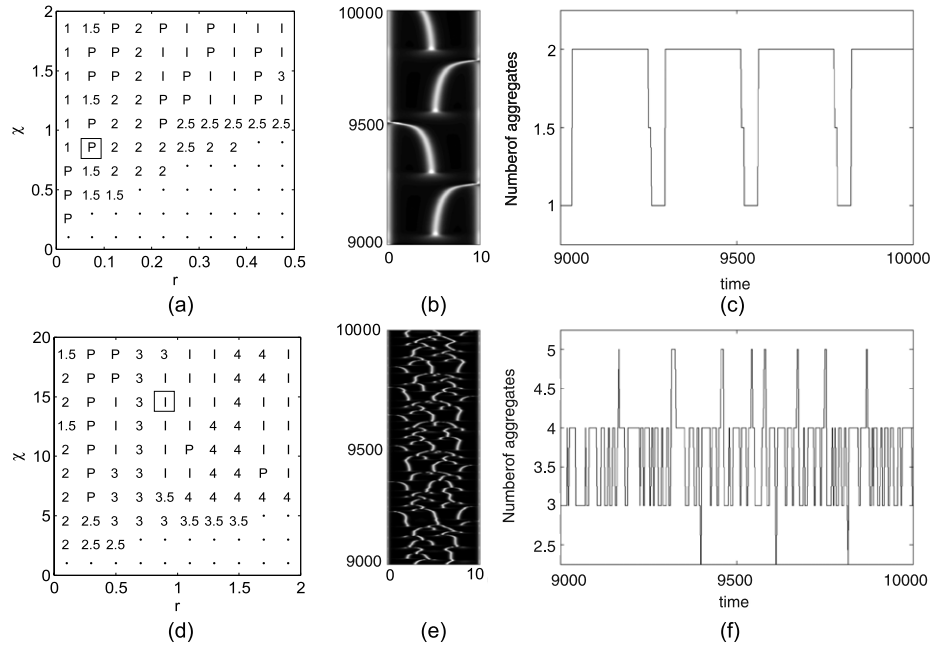 2
1 1.5 P 2 P I P I I I
1 P P 2 I I P I P I
1.5
1 P P 2 I P I I P 3
1 1.5 2 2 I P P I P I
1
1 P 2 2 P 2.5 2.5 2.5 2.5 2.5
1 P 2 2 2 2.5 2 2 · ·
P 1.5 2 2 2 · · · · ·
0.5
P 1.5 1.5 · · · · · · ·
P · · · · · · · · ·
· · · · · · · · · ·
0
χ
0 0.1 0.2 0.3 0.4 0.5
r
(a)
10000
9500
9000
0 10
(b)
Numberof aggregates
2
1.5
1
9000 9500 10000
time
(c)
20
1.5 P P 3 3 I I 4 4 I
2 P P 3 I I I 4 4 I
15
2 P I 3 I I I 4 I I
1.5 P I 3 I I 4 4 I I
10
2 P I 3 I P 4 4 I I
2 P 3 3 I I 4 4 P I
2 P 3 3 3.5 4 4 4 4 4
5
2 2.5 3 3 3 3.5 3.5 3.5 · ·
2 2.5 2.5 · · · · · · ·
· · · · · · · · · ·
0
χ
0 0.5 1 1.5 2
r
(d)
10000
9500
9000
0 10
(e)
Numberof aggregates
5
4.5
4
3.5
3
2.5
9000 9500 10000
time
(f)